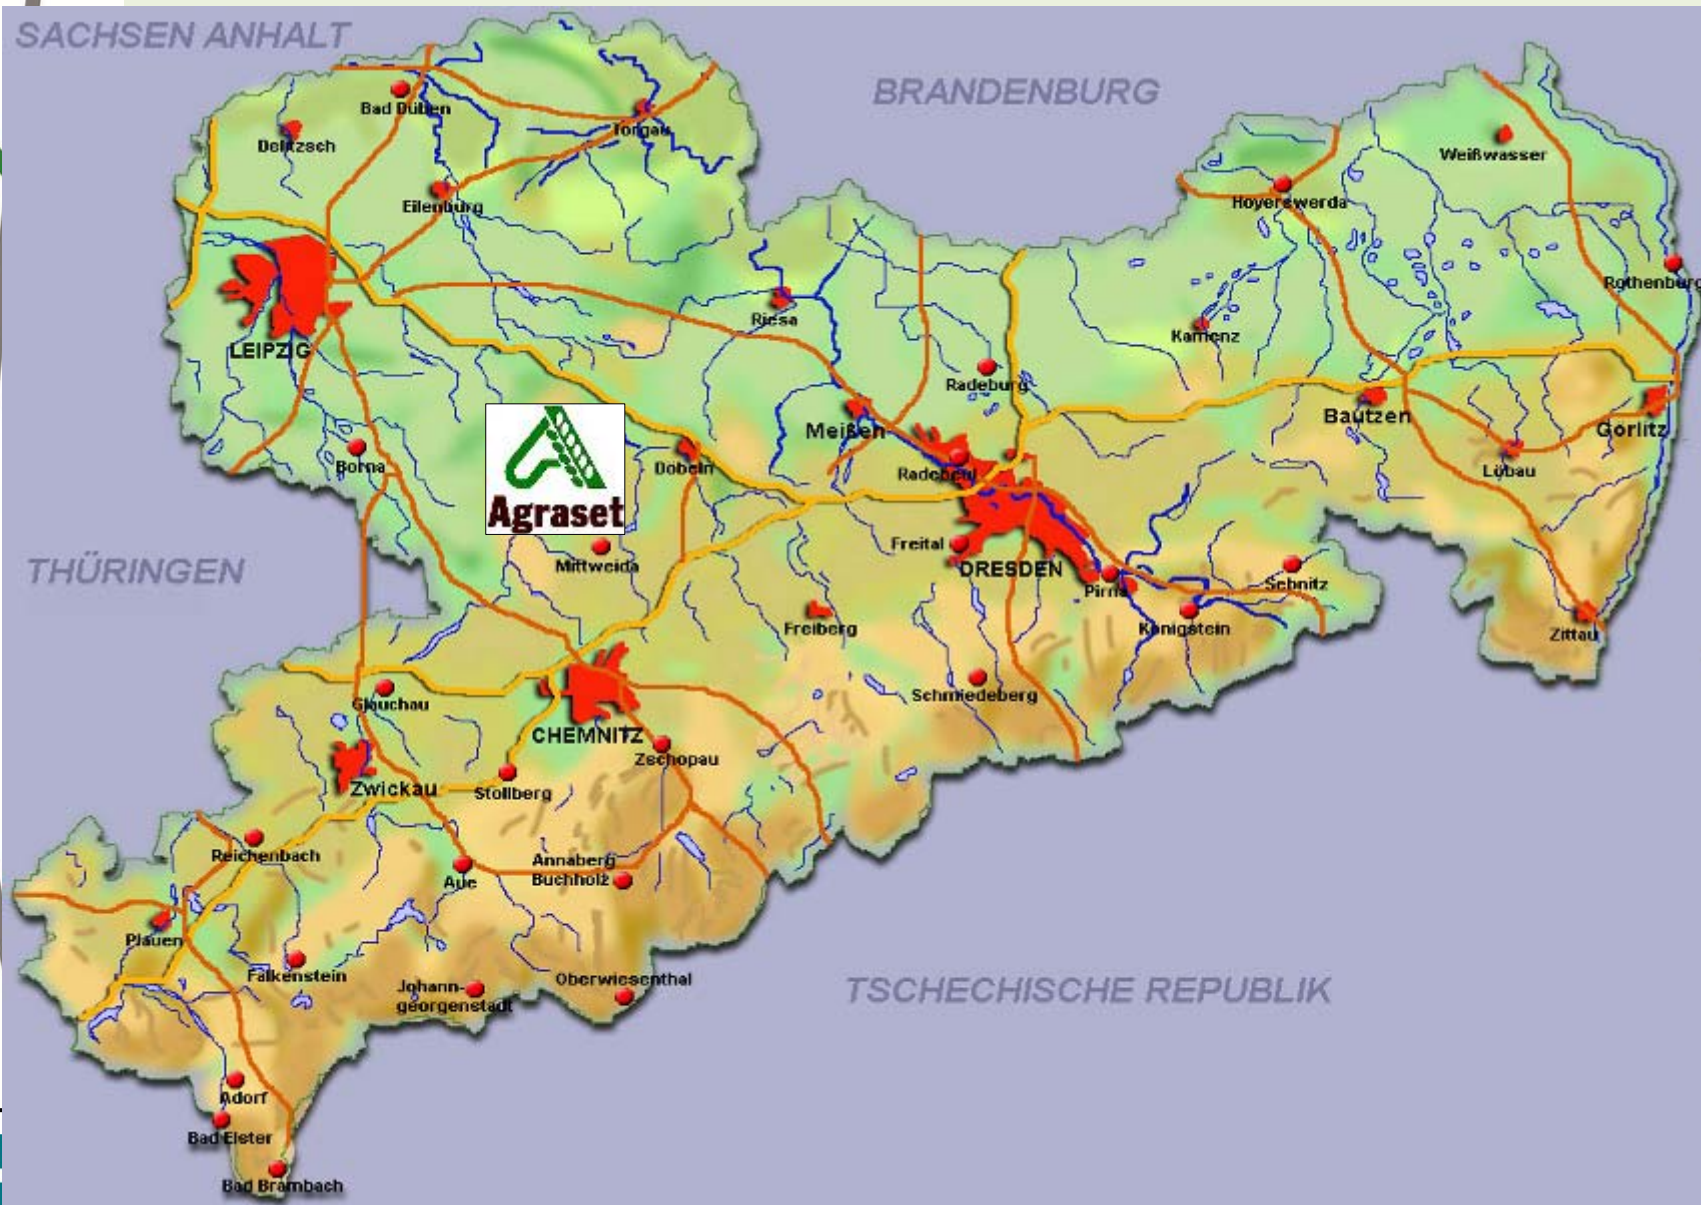 SACHSEN ANHALT
BRANDENBURG
Bad Düben
Torgau
Delitzsch
Weißwasser
Eilenburg
Hoyerswerda
Rothenburg
Riesa
Kamenz
LEIPZIG
Radeburg
Bautzen
Meißen
Görlitz
Borna
Döbeln
Radebeul
Löbau
Agraset
Freital
Mittweida
DRESDEN
THÜRINGEN
Sebnitz
Pirna
Freiberg
Königstein
Zittau
Schmiedeberg
Glauchau
CHEMNITZ
Zschopau
Zwickau
Stollberg
Reichenbach
Annaberg
Buchholz
Aue
Plauen
Falkenstein
Oberwiesenthal
Johann-
georgenstadt
TSCHECHISCHE REPUBLIK
Adorf
Bad Elster
Bad Brambach